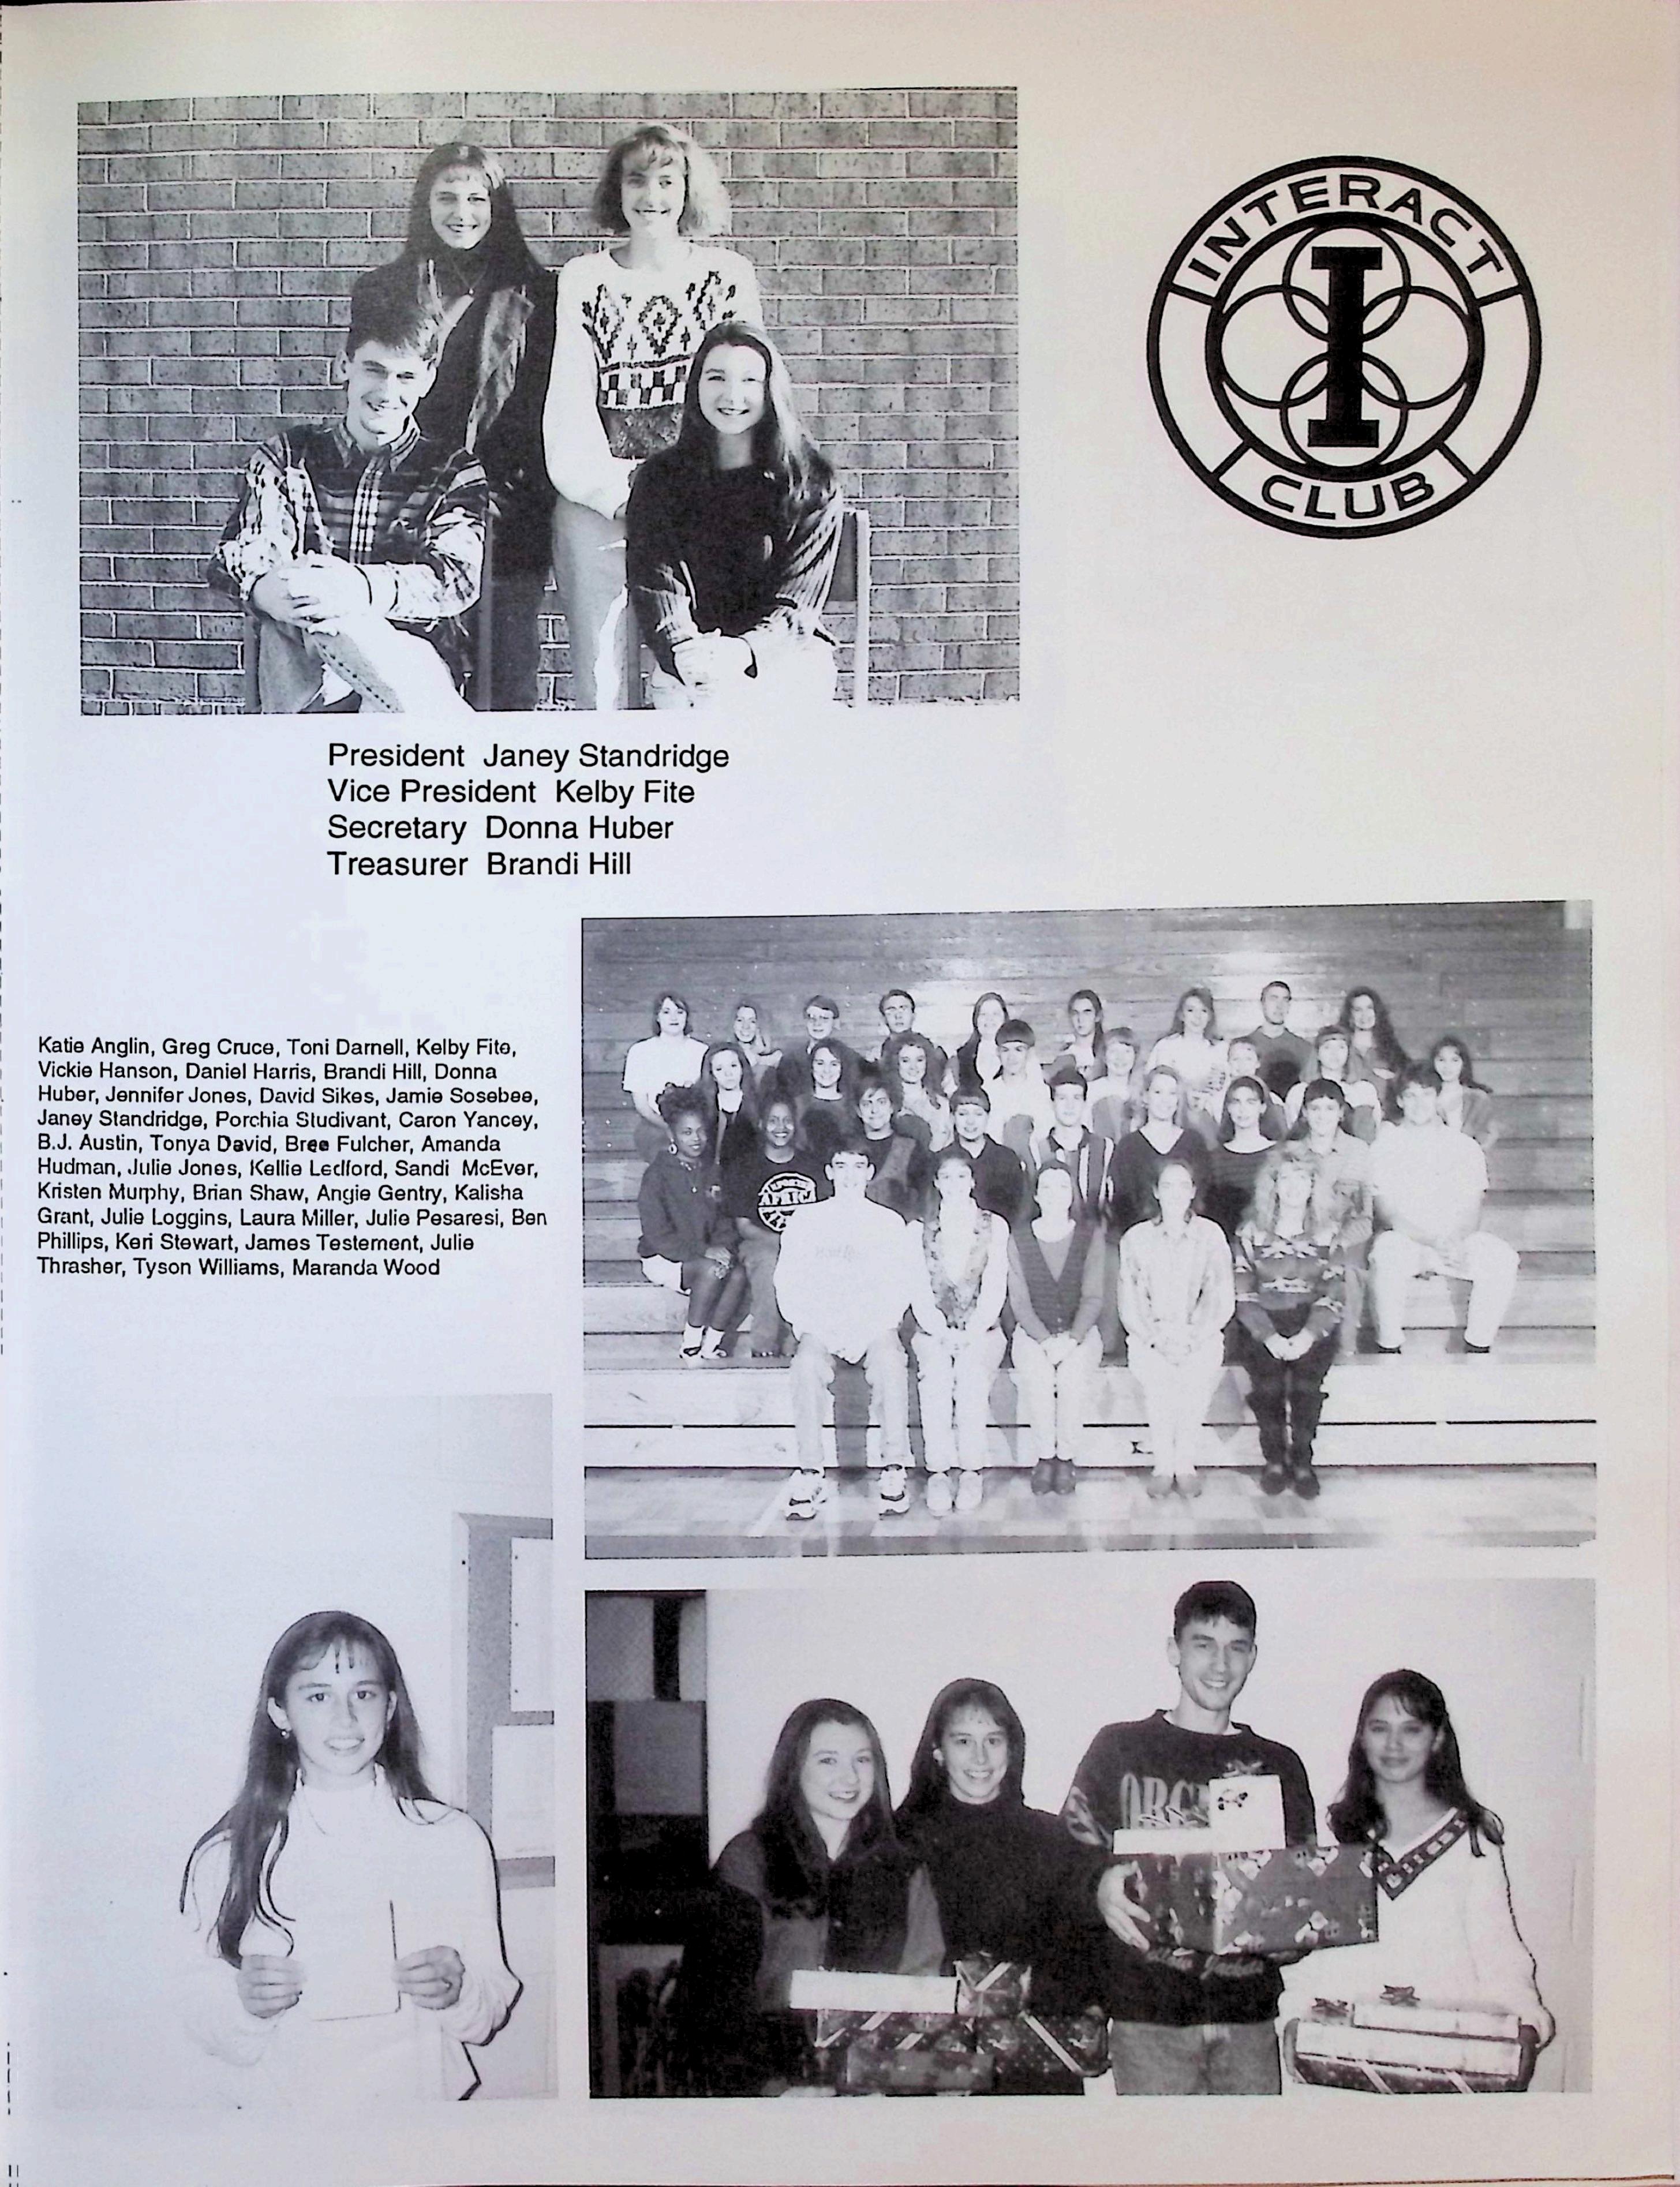 INTERACT
I
CLUB
President Janey Standridge
Vice President Kelby Fite
Secretary Donna Huber
Treasurer Brandi Hill
Katie Anglin, Greg Cruce, Toni Darnell, Kelby Fite,
Vickie Hanson, Daniel Harris, Brandi Hill, Donna
Huber, Jennifer Jones, David Sikes, Jamie Sosebee,
Janey Standridge, Porchia Studivant, Caron Yancey,
B.J. Austin, Tonya David, Bree Fulcher, Amanda
Hudman, Julie Jones, Kellie Ledford, Sandi McEver,
Kristen Murphy, Brian Shaw, Angie Gentry, Kalisha
Grant, Julie Loggins, Laura Miller, Julie Pesaresi, Ben
Phillips, Keri Stewart, James Testement, Julie
Thrasher, Tyson Williams, Maranda Wood
AFRICA